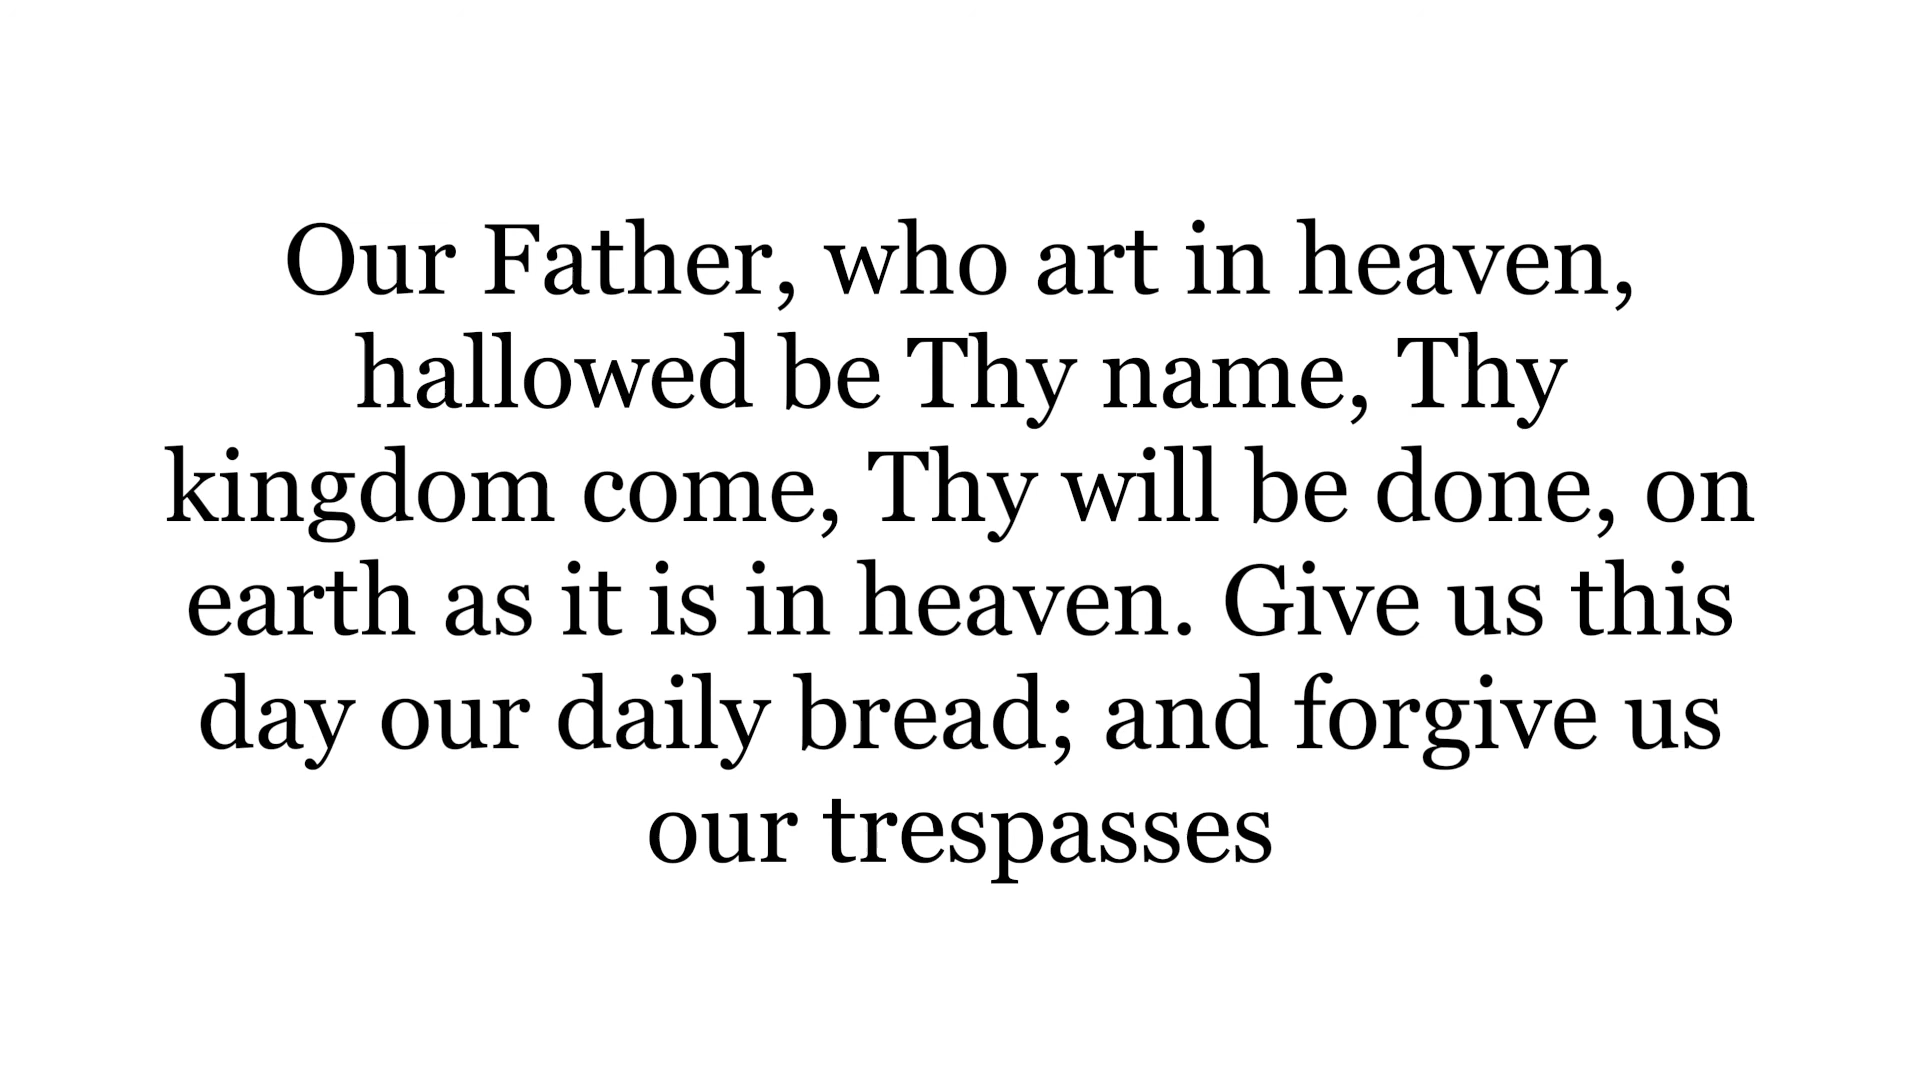 Our Father, who art in heaven,
hallowed be Thy name, Thy
kingdom come, Thy will be done, on
earth as it is in heaven. Give us this
day our daily bread; and forgive us
our trespasses